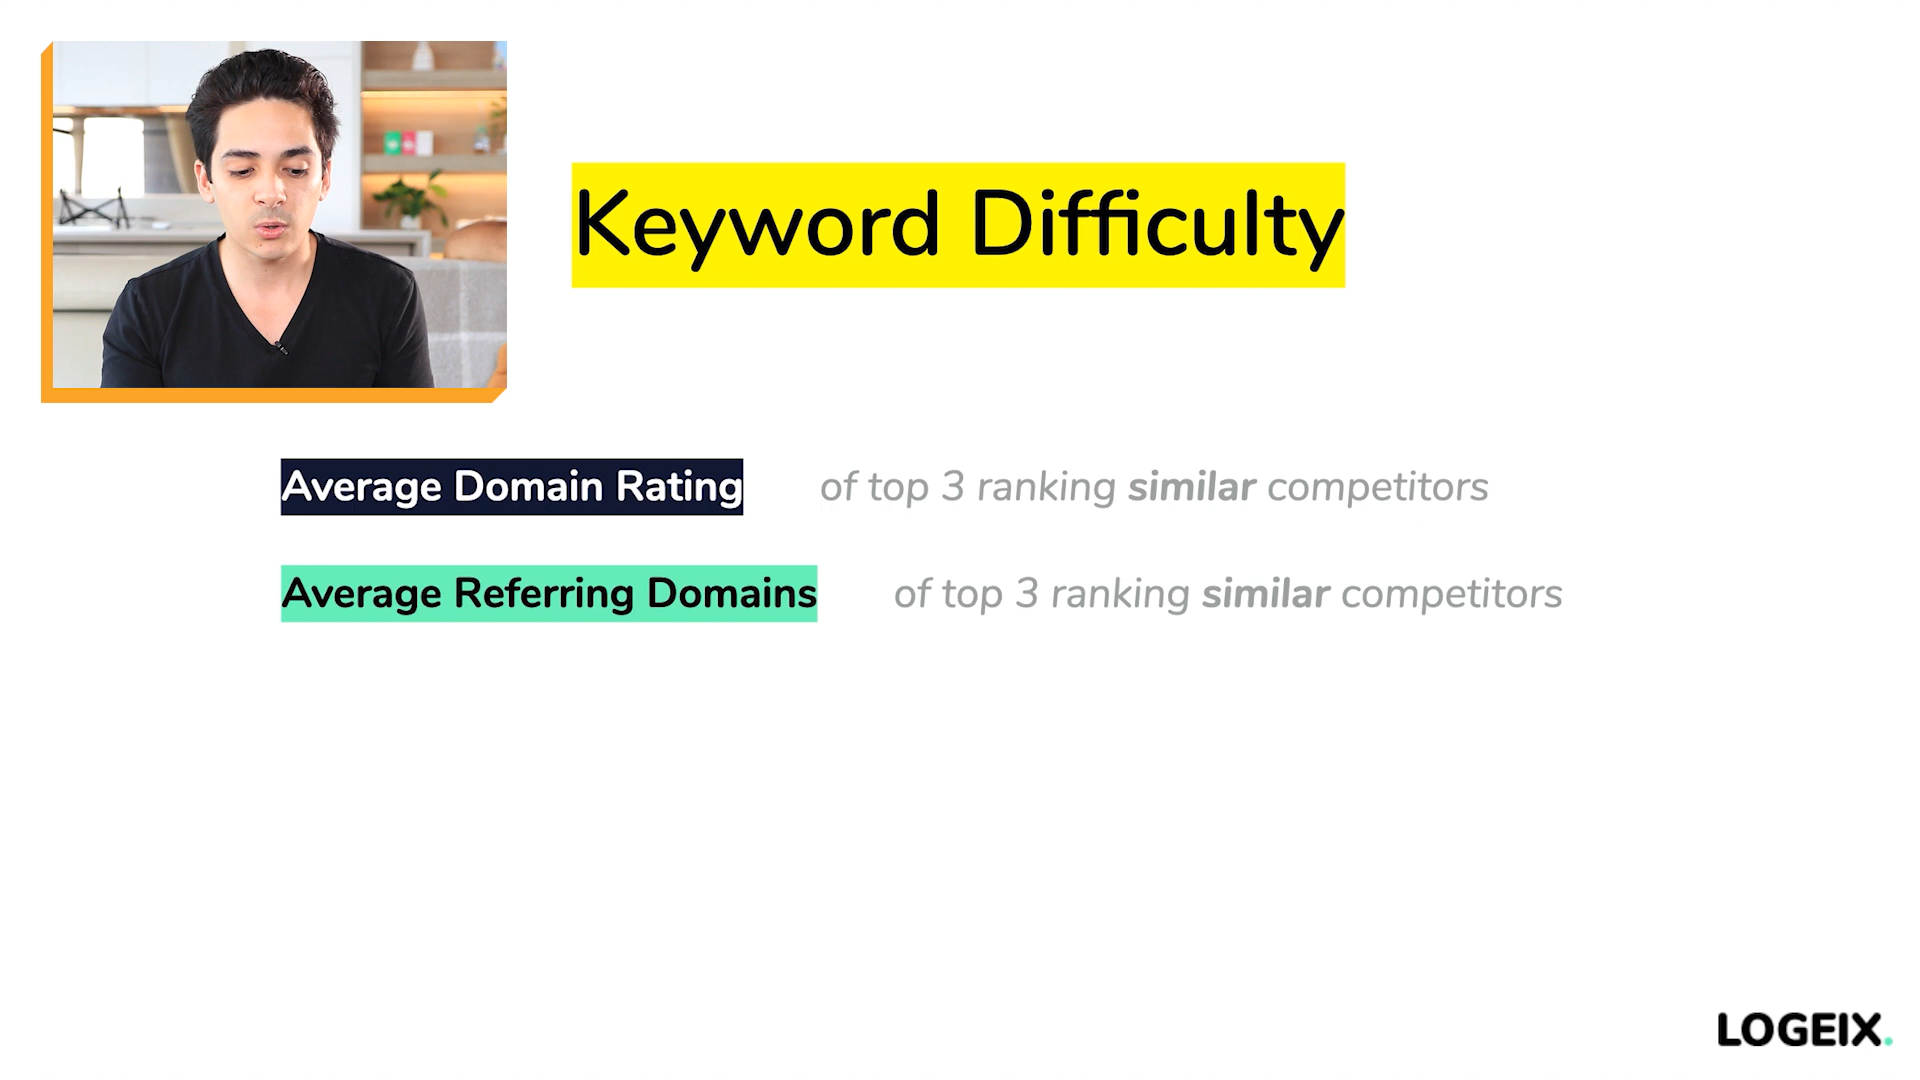 Keyword Difficulty
Average Domain Rating of top 3 ranking similar competitors
Average Referring Domains of top 3 ranking similar competitors
LOGEIX.